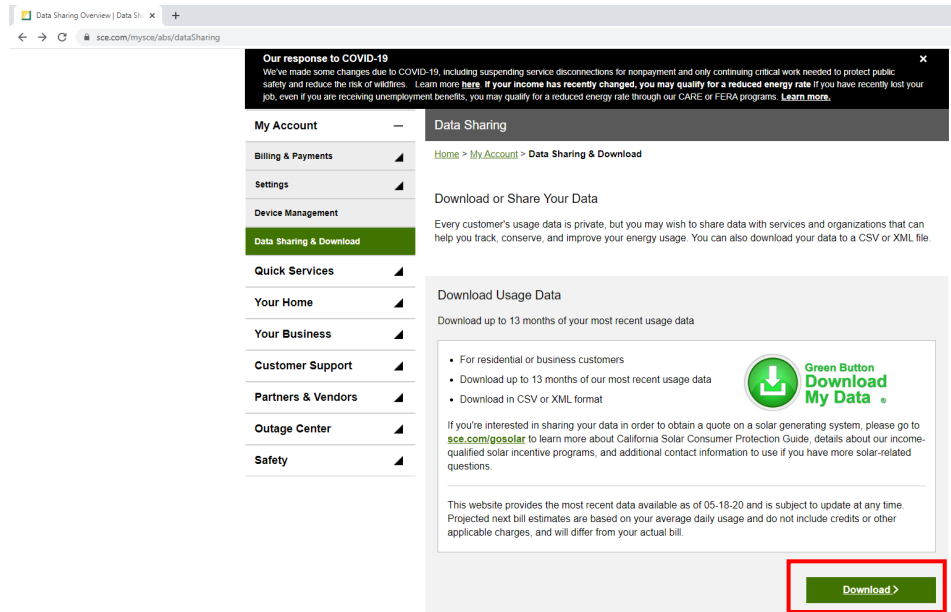 Data Sharing Overview | Data Sh
sce.com/mysce/abs/dataSharing
Our response to COVID-19
We've made some changes due to COVID-19, including suspending service disconnections for nonpayment and only continuing critical work needed to protect public
safety and reduce the risk of wildfires. Learn more here. If your income has recently changed, you may qualify for a reduced energy rate If you have recently lost your
job, even if you are receiving unemployment benefits, you may qualify for a reduced energy rate through our CARE or FERA programs. Learn more.
My Account
Billing & Payments
Settings
Device Management
Data Sharing & Download
Quick Services
Your Home
Your Business
Customer Support
Partners & Vendors
Outage Center
Safety
Data Sharing
Home > My Account > Data Sharing & Download
Download or Share Your Data
Every customer's usage data is private, but you may wish to share data with services and organizations that can
help you track, conserve, and improve your energy usage. You can also download your data to a CSV or XML file.
Download Usage Data
Download up to 13 months of your most recent usage data
• For residential or business customers
• Download up to 13 months of our most recent usage data
• Download in CSV or XML format
Green Button
Download
My Data ®
If you're interested in sharing your data in order to obtain a quote on a solar generating system, please go to
sce.com/gosolar to learn more about California Solar Consumer Protection Guide, details about our income-
qualified solar incentive programs, and additional contact information to use if you have more solar-related
questions.
This website provides the most recent data available as of 05-18-20 and is subject to update at any time.
Projected next bill estimates are based on your average daily usage and do not include credits or other
applicable charges, and will differ from your actual bill.
Download >